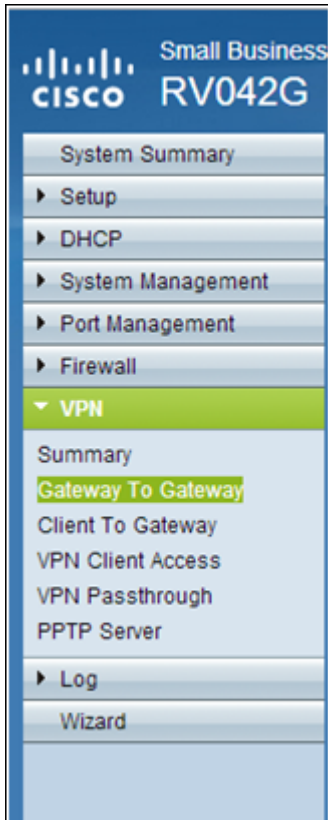 Small Business
CISCO RV042G
System Summary
Setup
DHCP
System Management
Port Management
Firewall
VPN
Summary
Gateway To Gateway
Client To Gateway
VPN Client Access
VPN Passthrough
PPTP Server
Log
Wizard